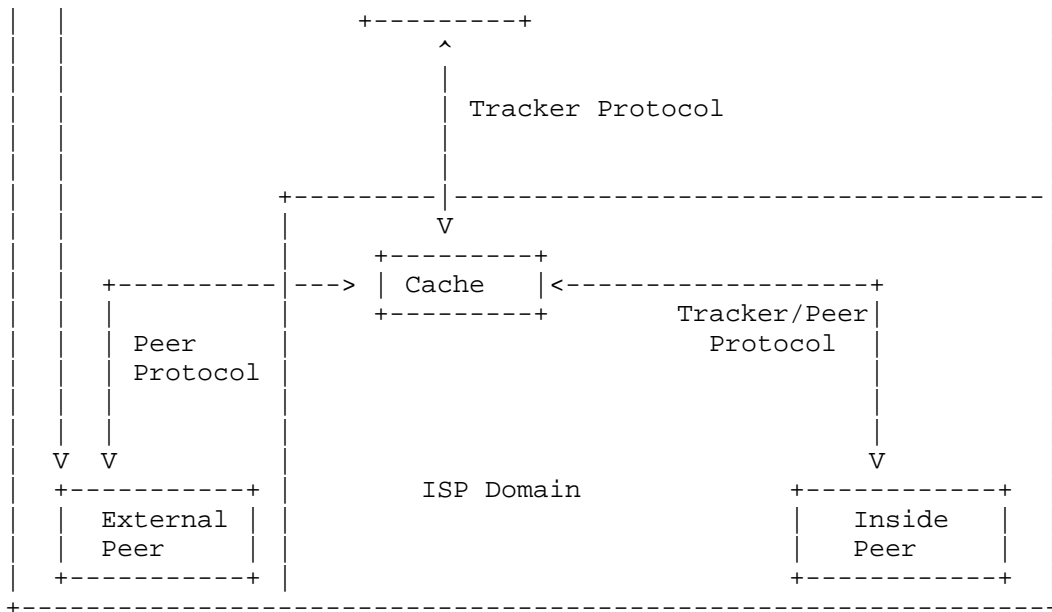 Tracker Protocol
Cache
Tracker/Peer
Peer Protocol
Protocol
External Inside
Peer Peer
ISP Domain